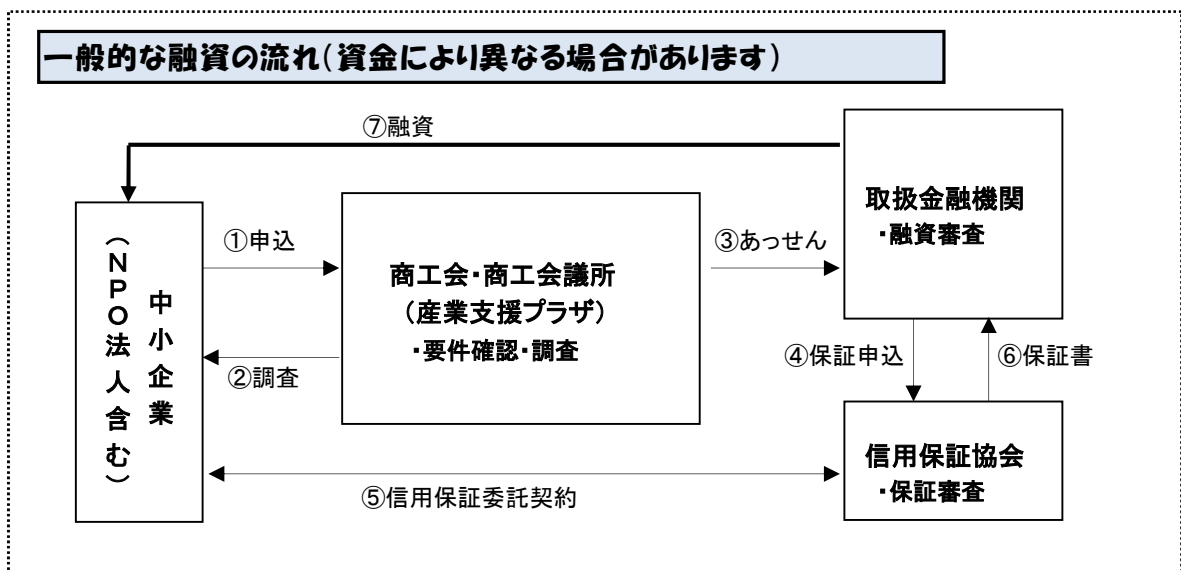 一般的な融資の流れ(資金により異なる場合があります)
⑦融資
取扱金融機関
・融資審査
中小企業
(NPO法人含む)
①申込
③あっせん
商工会・商工会議所
(産業支援プラザ)
・要件確認・調査
②調査
④保証申込
⑥保証書
信用保証協会
・保証審査
⑤信用保証委託契約